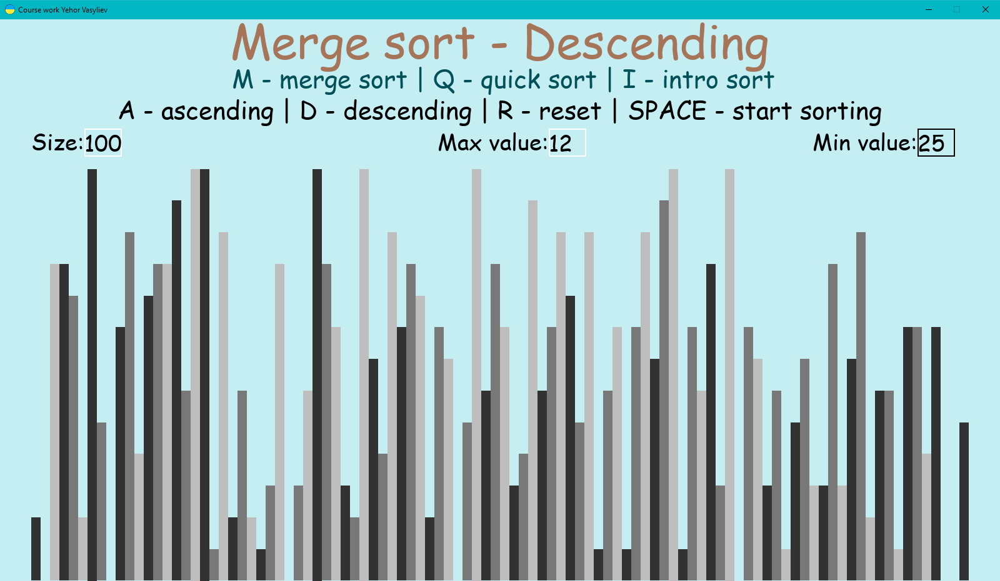 Course work Yehor Vasyliev
Merge sort - Descending
M - merge sort | Q - quick sort | I - intro sort
A - ascending | D - descending | R - reset | SPACE - start sorting
Size:100 Max value:12 Min value:25